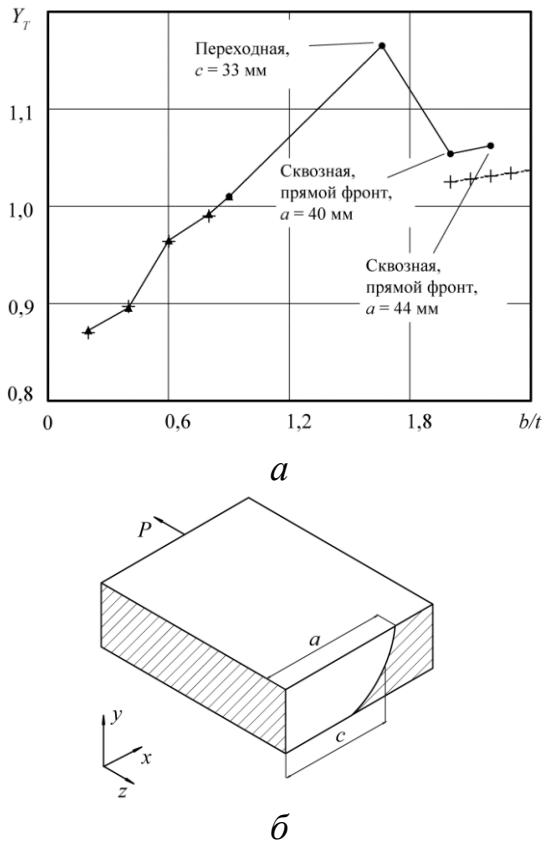 Y_T
1,1
1,0
0,9
0,8
Переходная,
c = 33 мм
Сквозная,
прямой фронт,
a = 40 мм
Сквозная,
прямой фронт,
a = 44 мм
0 0,6 1,2 1,8 b/t
а
P
a
c
y
x
z
б